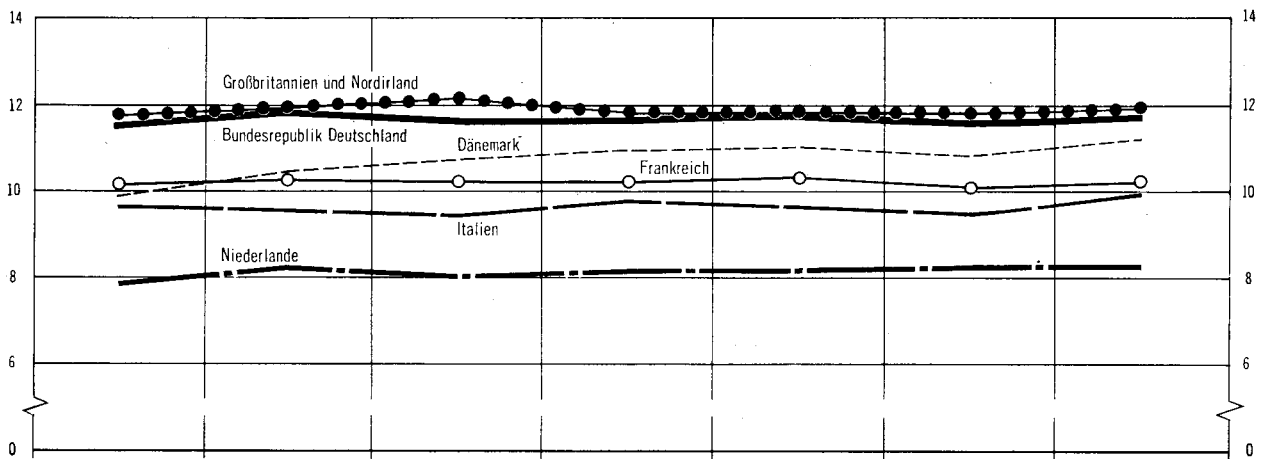 14 14
Großbritannien und Nordirland
12 12
Bundesrepublik Deutschland
Dänemark
Frankreich
10 10
Italien
Niederlande
8 8
6 6
0 0